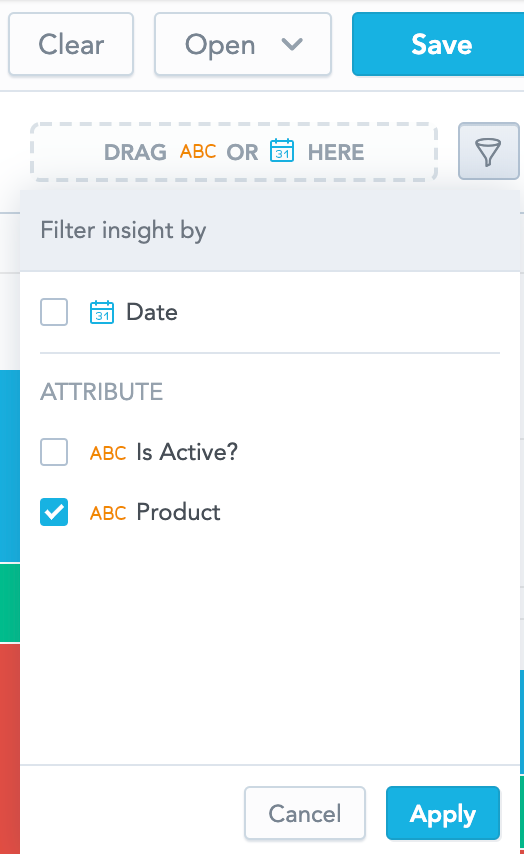 Clear Open Save
DRAG ABC OR 31 HERE
Filter insight by
31 Date
ATTRIBUTE
ABC Is Active?
ABC Product
Cancel Apply